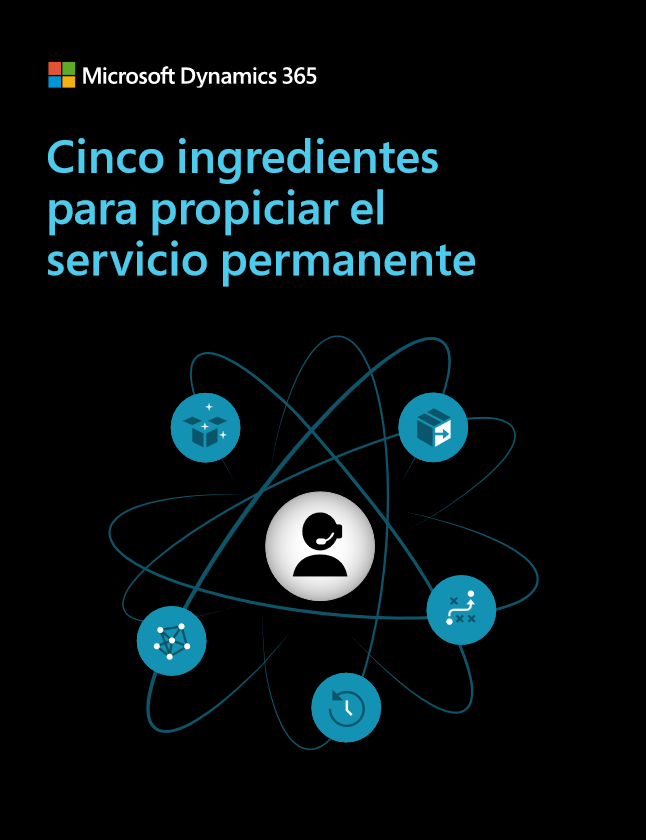 Microsoft Dynamics 365
Cinco ingredientes
para propiciar el
servicio permanente